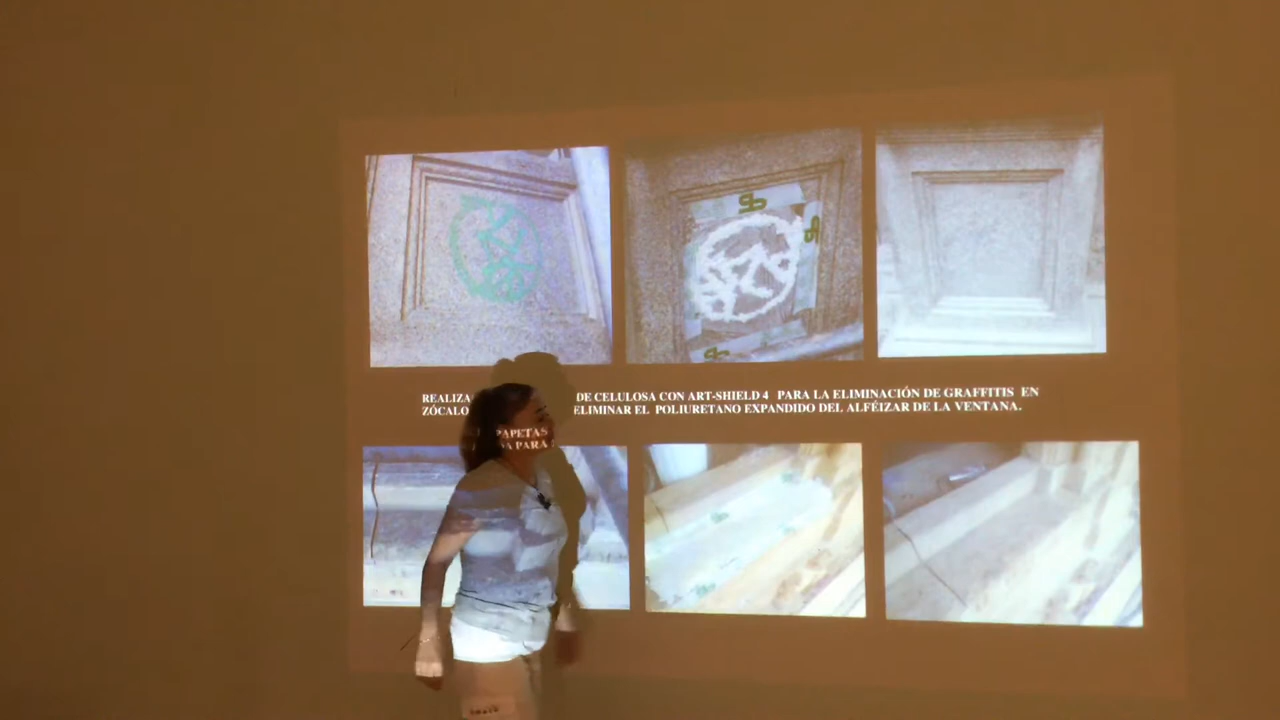 REALIZA PAPETAS DE CELULOSA CON ART-SHIELD 4 PARA LA ELIMINACIÓN DE GRAFFITIS EN
ZÓCALO PARA ELIMINAR EL POLIURETANO EXPANDIDO DEL ALFÉIZAR DE LA VENTANA.